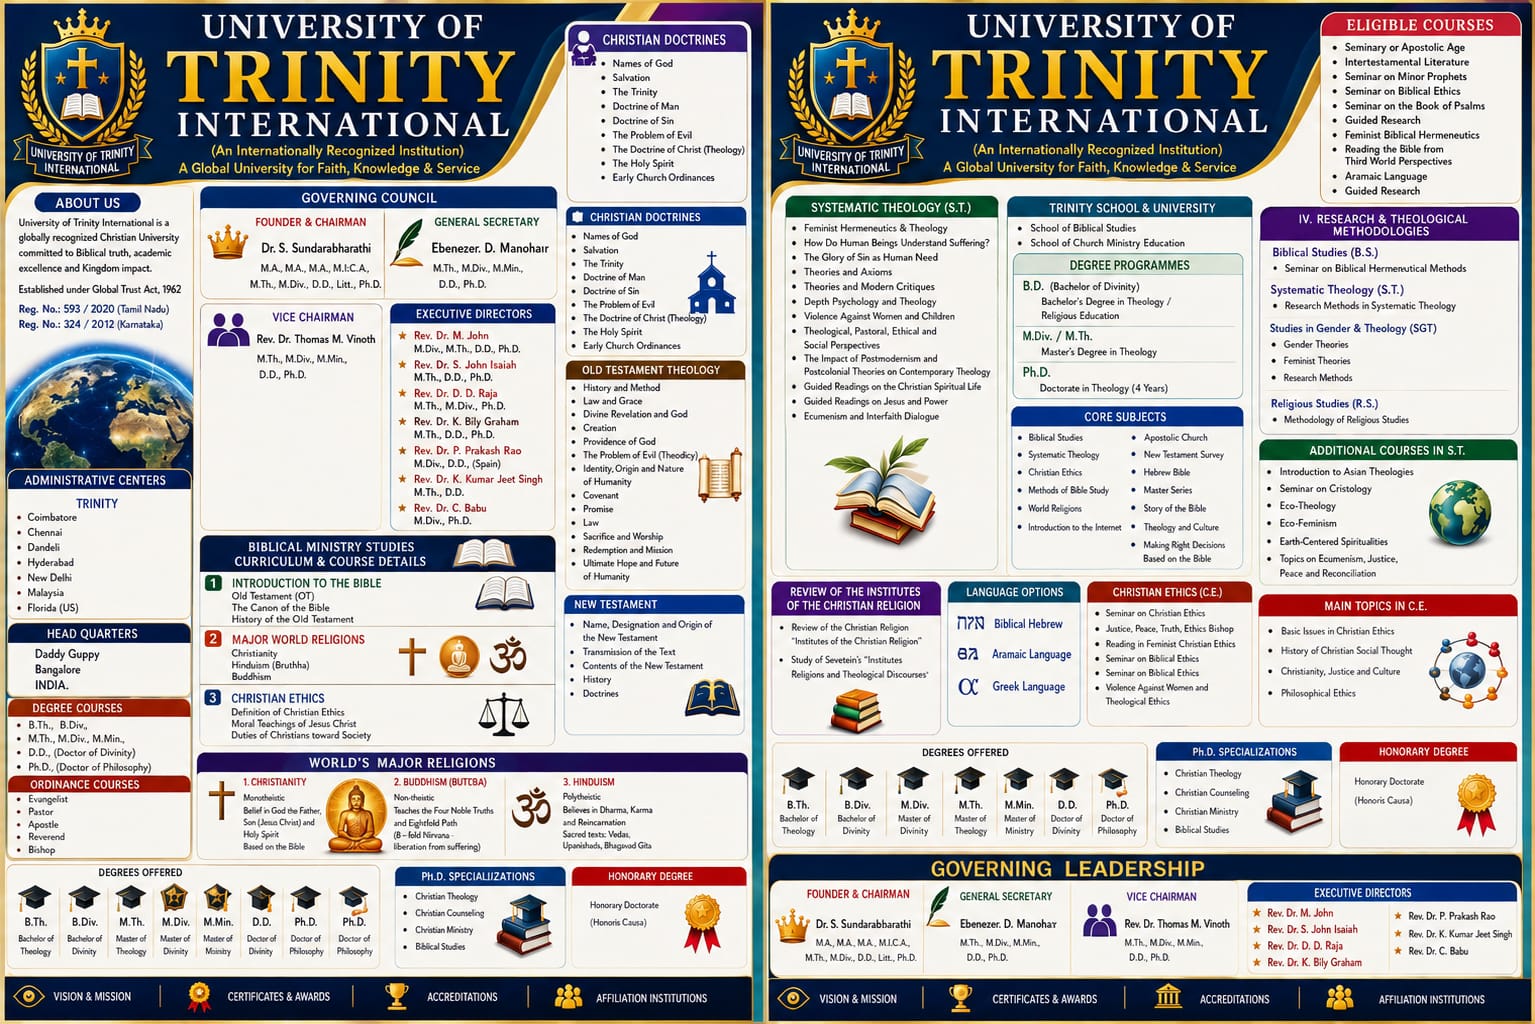 UNIVERSITY OF
TRINITY
INTERNATIONAL
(An Internationally Recognized Institution)
A Global University for Faith, Knowledge & Service
UNIVERSITY OF TRINITY
INTERNATIONAL
CHRISTIAN DOCTRINES
• Names of God
• Salvation
• The Trinity
• Doctrine of Man
• Doctrine of Sin
• The Problem of Evil
• The Doctrine of Christ (Theology)
• The Holy Spirit
• Early Church Ordinances
ABOUT US
University of Trinity International is a
globally recognized Christian University
committed to Biblical truth, academic
excellence and Kingdom impact.
Established under Global Trust Act, 1962
Reg. No.: 593 / 2020 (Tamil Nadu)
Reg. No.: 324 / 2012 (Karnataka)
ADMINISTRATIVE CENTERS
TRINITY
• Coimbatore
• Chennai
• Dandeli
• Hyderabad
• New Delhi
• Malaysia
• Florida (US)
HEAD QUARTERS
Daddy Guppy
Bangalore
INDIA.
DEGREE COURSES
• B.Th., B.Div.,
• M.Th., M.Div., M.Min.,
• D.D., (Doctor of Divinity)
• Ph.D., (Doctor of Philosophy)
ORDINANCE COURSES
• Evangelist
• Pastor
• Apostle
• Reverend
• Bishop
GOVERNING COUNCIL
FOUNDER & CHAIRMAN
Dr. S. Sundarabharathi
M.A., M.A., M.A., M.I:C.A.,
M.Th., M.Div., D.D., Litt., Ph.D.
GENERAL SECRETARY
Ebenezer. D. Manohar
M.Th., M.Div., M.Min.,
D.D., Ph.D.
VICE CHAIRMAN
Rev. Dr. Thomas M. Vinoth
M.Th., M.Div., M.Min.,
D.D., Ph.D.
EXECUTIVE DIRECTORS
Rev. Dr. M. John
M.Div., M.Th., D.D., Ph.D.
Rev. Dr. S. John Isaiah
M.Th., D.D., Ph.D.
Rev. Dr. D. D. Raja
M.Th., M.Div., Ph.D.
Rev. Dr. K. Bily Graham
M.Th., D.D., Ph.D.
Rev. Dr. P. Prakash Rao
M.Div., D.D., (Spain)
Rev. Dr. K. Kumar Jeet Singh
M.Th., D.D.
Rev. Dr. C. Babu
M.Div., Ph.D.
BIBLICAL MINISTRY STUDIES
CURRICULUM & COURSE DETAILS
1 INTRODUCTION TO THE BIBLE
Old Testament (OT)
The Canon of the Bible
History of the Old Testament
2 MAJOR WORLD RELIGIONS
Christianity
Hinduism (Bruthha)
Buddhism
ॐ
3 CHRISTIAN ETHICS
Definition of Christian Ethics
Moral Teachings of Jesus Christ
Duties of Christians toward Society
CHRISTIAN DOCTRINES
• Names of God
• Salvation
• The Trinity
• Doctrine of Man
• Doctrine of Sin
• The Problem of Evil
• The Doctrine of Christ (Theology)
• The Holy Spirit
• Early Church Ordinances
OLD TESTAMENT THEOLOGY
• History and Method
• Law and Grace
• Divine Revelation and God
• Creation
• Providence of God
• The Problem of Evil (Theodicy)
• Identity, Origin and Nature
of Humanity
• Covenant
• Promise
• Law
• Sacrifice and Worship
• Redemption and Mission
• Ultimate Hope and Future
of Humanity
NEW TESTAMENT
• Name, Designation and Origin of
the New Testament
• Transmission of the Text
• Contents of the New Testament
• History
• Doctrines
WORLD'S MAJOR RELIGIONS
1. CHRISTIANITY
Monotheistic
Belief in God the Father,
Son (Jesus Christ) and
Holy Spirit
Based on the Bible
2. BUDDHISM (BUTCBA)
Non-theistic
Teaches the Four Noble Truths
and Eightfold Path
(8 – fold Nirvana -
liberation from suffering)
ॐ
3. HINDUISM
Polytheistic
Believes in Dharma, Karma
and Reincarnation
Sacred texts: Vedas,
Upanishads, Bhagavad Gita
DEGREES OFFERED
B.Th. B.Div. M.Th. M.Div. M.Min. D.D. Ph.D. Ph.D.
Bachelor of Bachelor of Master of Master of Master of Doctor of Doctor of Doctor of
Theology Divinity Theology Divinity Divinity Philosophy Philosophy
Ph.D. SPECIALIZATIONS
• Christian Theology
• Christian Counseling
• Christian Ministry
• Biblical Studies
HONORARY DEGREE
Honorary Doctorate
(Honoris Causa)
VISION & MISSION
CERTIFICATES & AWARDS
ACCREDITATIONS
AFFILIATION INSTITUTIONS
UNIVERSITY OF
TRINITY
INTERNATIONAL
(An Internationally Recognized Institution)
A Global University for Faith, Knowledge & Service
UNIVERSITY OF TRINITY
INTERNATIONAL
ELIGIBLE COURSES
• Seminary or Apostolic Age
• Intertestamental Literature
• Seminar on Minor Prophets
• Seminar on Biblical Ethics
• Seminar on the Book of Psalms
• Guided Research
• Feminist Biblical Hermeneutics
• Reading the Bible from
Third World Perspectives
• Aramaic Language
• Guided Research
SYSTEMATIC THEOLOGY (S.T.)
• Feminist Hermeneutics & Theology
• How Do Human Beings Understand Suffering?
• The Glory of Sin as Human Need
• Theories and Axioms
• Theories and Modern Critiques
• Depth Psychology and Theology
• Violence Against Women and Children
• Theological, Pastoral, Ethical and
Social Perspectives
• The Impact of Postmodernism and
Postcolonial Theories on Contemporary Theology
• Guided Readings on the Christian Spiritual Life
• Guided Readings on Jesus and Power
• Ecumenism and Interfaith Dialogue
TRINITY SCHOOL & UNIVERSITY
• School of Biblical Studies
• School of Church Ministry Education
DEGREE PROGRAMMES
B.D. (Bachelor of Divinity)
Bachelor's Degree in Theology /
Religious Education
M.Div. / M.Th.
Master's Degree in Theology
Ph.D.
Doctorate in Theology (4 Years)
CORE SUBJECTS
• Biblical Studies
• Systematic Theology
• Christian Ethics
• Methods of Bible Study
• World Religions
• Introduction to the Internet
• Apostolic Church
• New Testament Survey
• Hebrew Bible
• Master Series
• Story of the Bible
• Theology and Culture
• Making Right Decisions
Based on the Bible
IV. RESEARCH & THEOLOGICAL
METHODOLOGIES
Biblical Studies (B.S.)
• Seminar on Biblical Hermeneutical Methods
Systematic Theology (S.T.)
• Research Methods in Systematic Theology
Studies in Gender & Theology (SGT)
• Gender Theories
• Feminist Theories
• Research Methods
Religious Studies (R.S.)
• Methodology of Religious Studies
ADDITIONAL COURSES IN S.T.
• Introduction to Asian Theologies
• Seminar on Cristology
• Eco-Theology
• Eco-Feminism
• Earth-Centered Spiritualities
• Topics on Ecumenism, Justice,
Peace and Reconciliation
REVIEW OF THE INSTITUTES
OF THE CHRISTIAN RELIGION
• Review of the Christian Religion
"Institutes of the Christian Religion"
• Study of Sevetein's "Institutes
Religions and Theological Discourses'
LANGUAGE OPTIONS
Biblical Hebrew
Aramaic Language
Greek Language
CHRISTIAN ETHICS (C.E.)
• Seminar on Christian Ethics
• Justice, Peace, Truth, Ethics Bishop
• Reading in Feminist Christian Ethics
• Seminar on Biblical Ethics
• Seminar on Biblical Ethics
• Violence Against Women and
Theological Ethics
MAIN TOPICS IN C.E.
• Basic Issues in Christian Ethics
• History of Christian Social Thought
• Christianity, Justice and Culture
• Philosophical Ethics
DEGREES OFFERED
B.Th. B.Div. M.Div. M.Th. M.Min. D.D. Ph.D.
Bachelor of Bachelor of Master of Master of Master of Doctor of Doctor of
Theology Divinity Divinity Theology Ministry Divinity Philosophy
Ph.D. SPECIALIZATIONS
• Christian Theology
• Christian Counseling
• Christian Ministry
• Biblical Studies
HONORARY DEGREE
Honorary Doctorate
(Honoris Causa)
GOVERNING LEADERSHIP
FOUNDER & CHAIRMAN
Dr. S. Sundarabharathi
M.A., M.A., M.A., M.I.C.A.,
M.Th., M.Div., D.D., Litt., Ph.D.
GENERAL SECRETARY
Ebenezer. D. Manohar
M.Th., M.Div., M.Min.,
D.D., Ph.D.
VICE CHAIRMAN
Rev. Dr. Thomas M. Vinoth
M.Th., M.Div., M.Min.,
D.D., Ph.D.
EXECUTIVE DIRECTORS
Rev. Dr. M. John
Rev. Dr. S. John Isaiah
Rev. Dr. D. D. Raja
Rev. Dr. K. Bily Graham
Rev. Dr. P. Prakash Rao
Rev. Dr. K. Kumar Jeet Singh
Rev. Dr. C. Babu
VISION & MISSION
CERTIFICATES & AWARDS
ACCREDITATIONS
AFFILIATION INSTITUTIONS